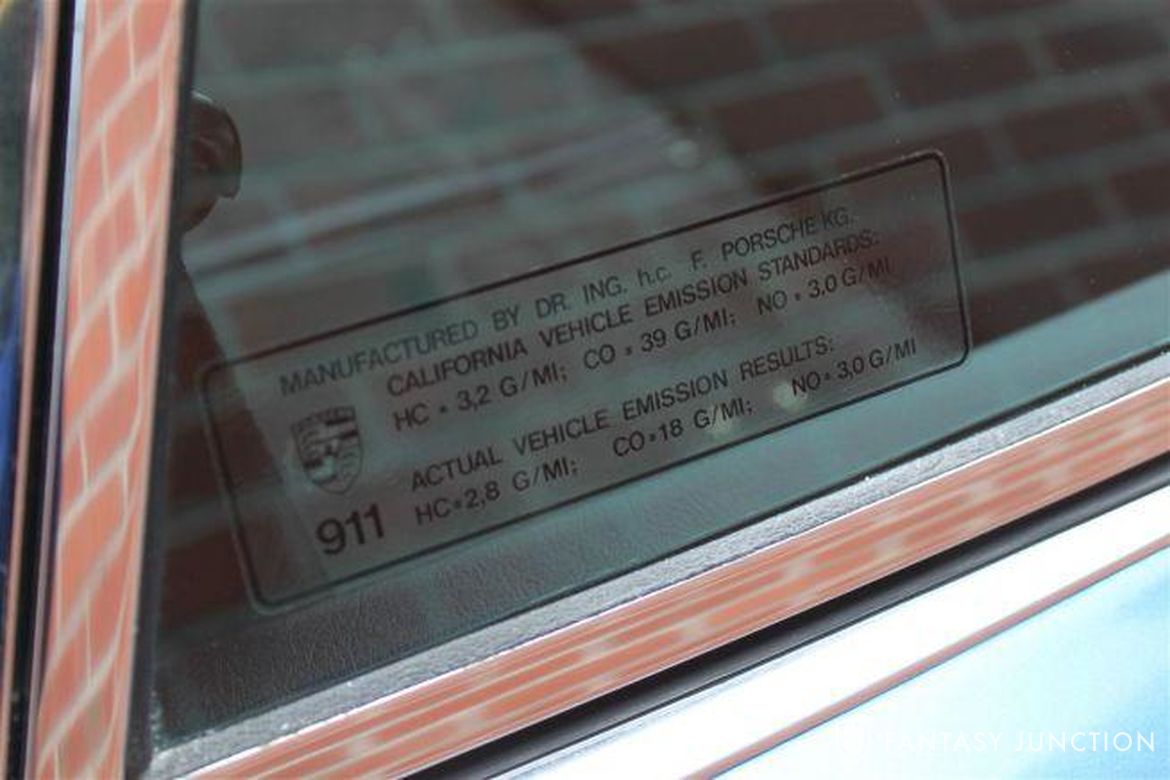 MANUFACTURED BY DR. ING. h.c. F. PORSCHE KG.
CALIFORNIA VEHICLE EMISSION STANDARDS:
HC = 3,2 G/MI; CO = 39 G/MI; NO = 3,0 G/MI
ACTUAL VEHICLE EMISSION RESULTS:
HC=2,8 G/MI; CO=18 G/MI; NO=3,0 G/MI
911
FANTASY JUNCTION